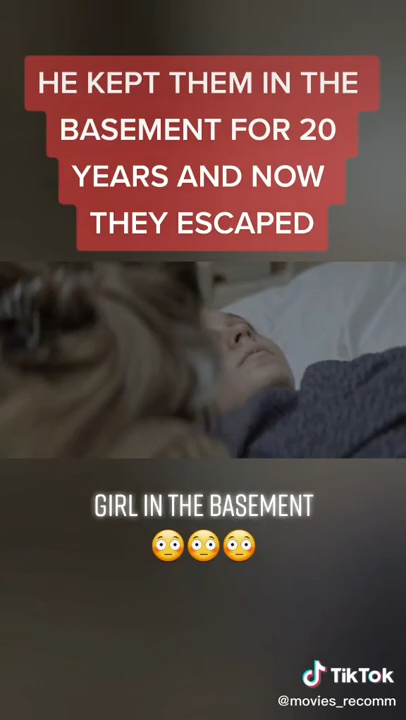 HE KEPT THEM IN THE
BASEMENT FOR 20
YEARS AND NOW
THEY ESCAPED
GIRL IN THE BASEMENT
😳😳😳
TikTok
@movies_recomm